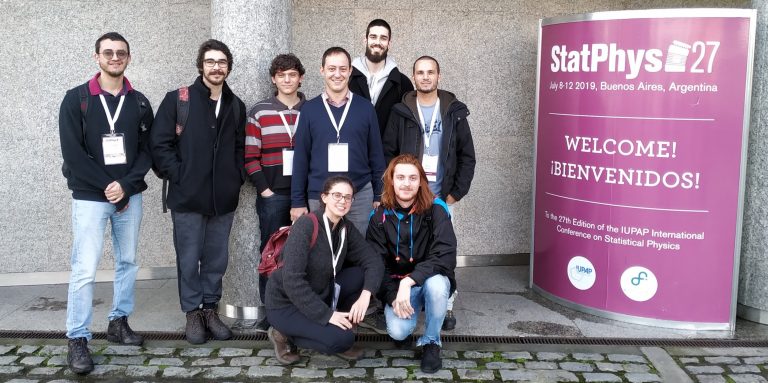 StatPhys 27
July 8-12 2019, Buenos Aires, Argentina
WELCOME!
¡BIENVENIDOS!
To the 27th Edition of the IUPAP International
Conference on Statistical Physics
IUPAP